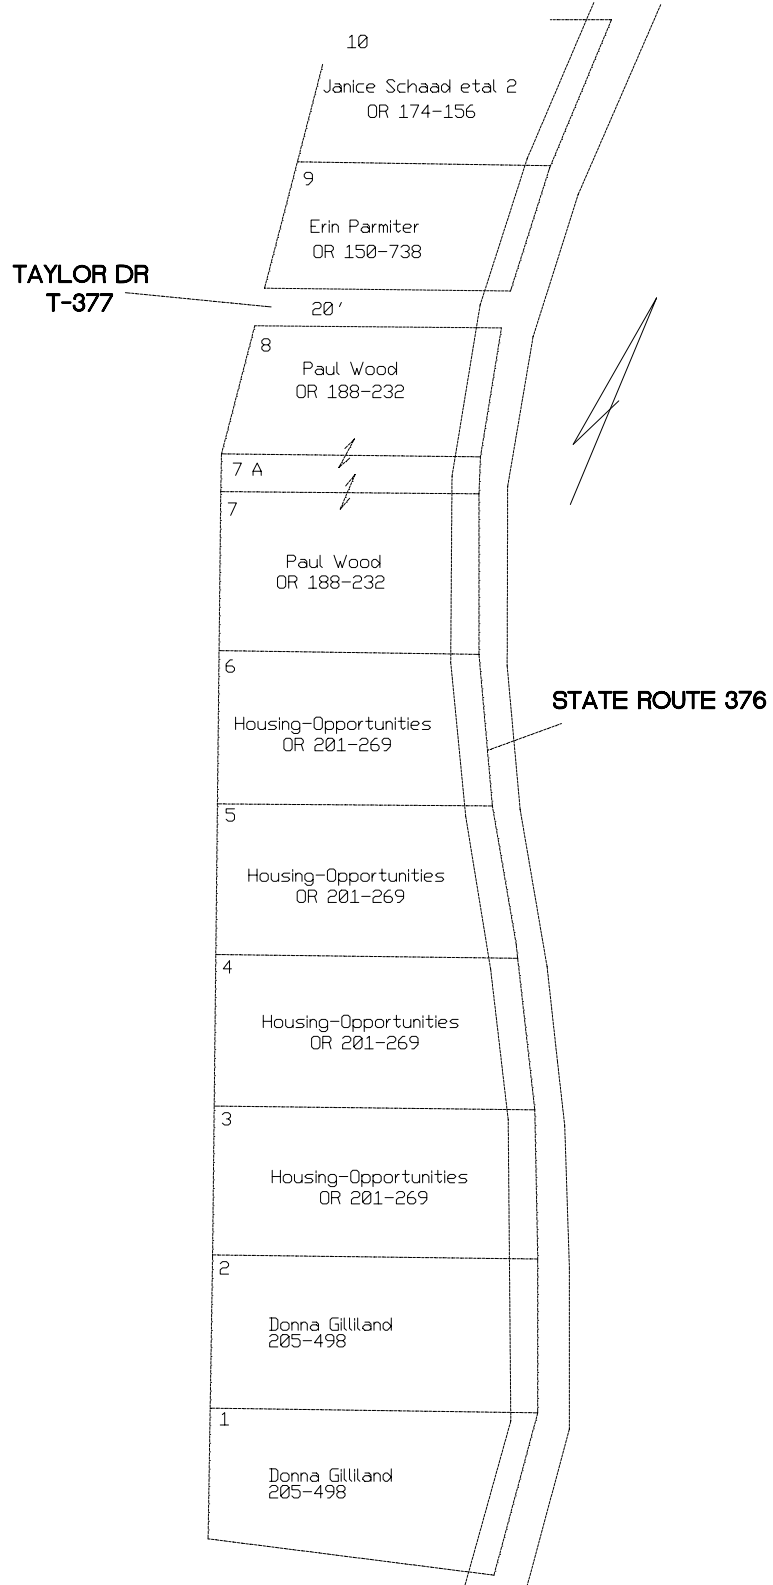 10
Janice Schaad etal 2
OR 174-156
9
Erin Parmiter
OR 150-738
TAYLOR DR
T-377
20'
8
Paul Wood
OR 188-232
7 A
7
Paul Wood
OR 188-232
6
STATE ROUTE 376
Housing-Opportunities
OR 201-269
5
Housing-Opportunities
OR 201-269
4
Housing-Opportunities
OR 201-269
3
Housing-Opportunities
OR 201-269
2
Donna Gilliland
205-498
1
Donna Gilliland
205-498